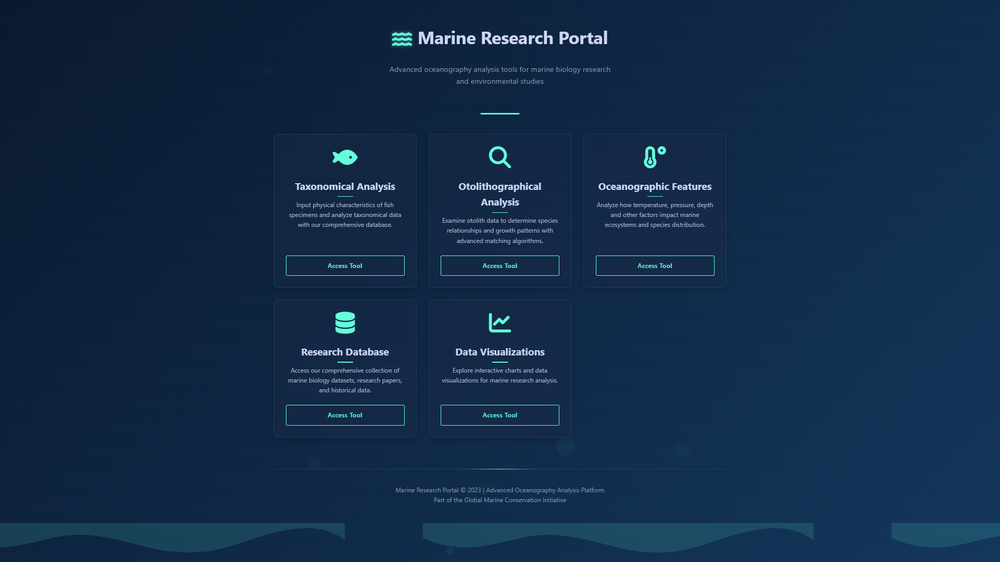 Marine Research Portal
Advanced oceanography analysis tools for marine biology research
and environmental studies
Taxonomical Analysis
Input physical characteristics of fish
specimens and analyze taxonomical data
with our comprehensive database.
Access Tool
Otolithographical
Analysis
Examine otolith data to determine species
relationships and growth patterns with
advanced matching algorithms.
Access Tool
Oceanographic Features
Analyze how temperature, pressure, depth
and other factors impact marine
ecosystems and species distribution.
Access Tool
Research Database
Access our comprehensive collection of
marine biology datasets, research papers,
and historical data.
Access Tool
Data Visualizations
Explore interactive charts and data
visualizations for marine research analysis.
Access Tool
Marine Research Portal © 2023 | Advanced Oceanography Analysis Platform
Part of the Global Marine Conservation Initiative